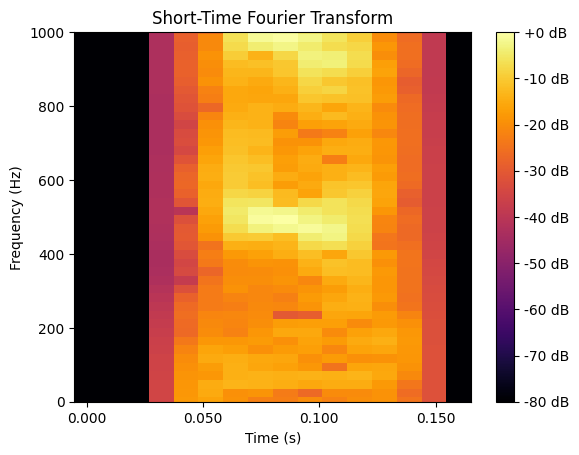 Short-Time Fourier Transform
1000
800
600
400
200
0
Frequency (Hz)
0.000
0.050
0.100
0.150
Time (s)
+0 dB
-10 dB
-20 dB
-30 dB
-40 dB
-50 dB
-60 dB
-70 dB
-80 dB